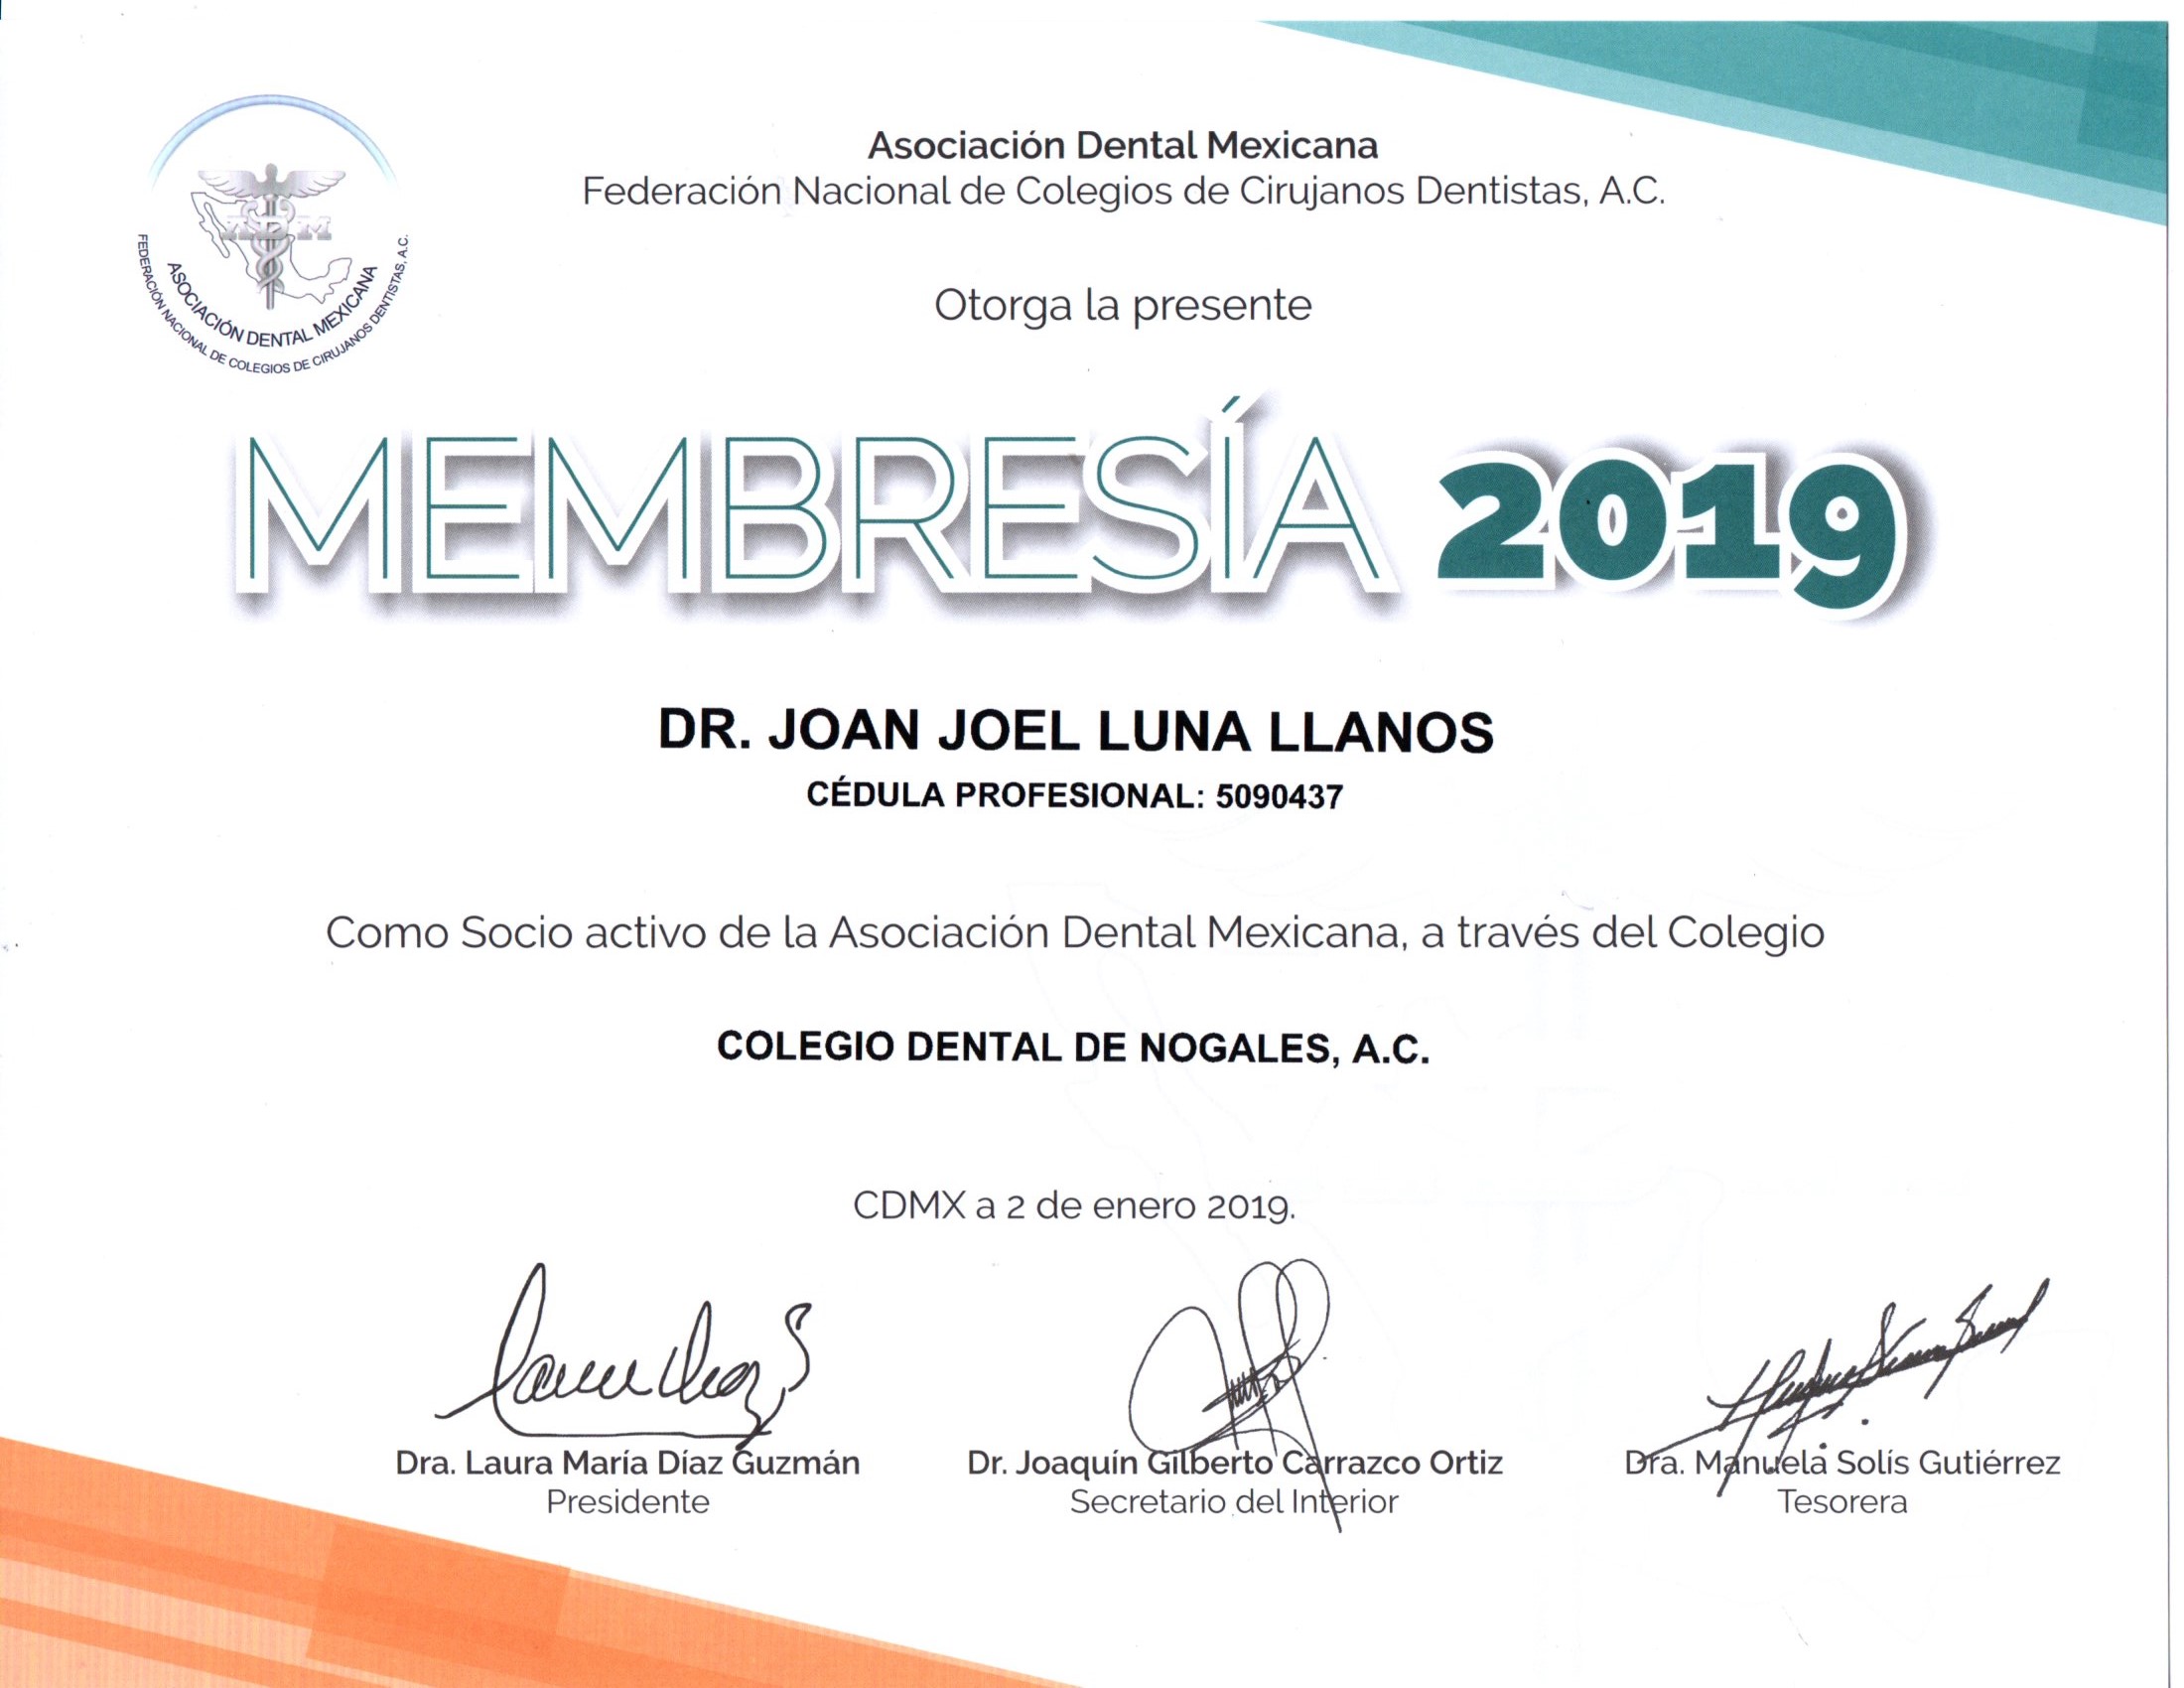 Asociación Dental Mexicana
Federación Nacional de Colegios de Cirujanos Dentistas, A.C.
ADM
ASOCIACIÓN DENTAL MEXICANA
FEDERACIÓN NACIONAL DE COLEGIOS DE CIRUJANOS DENTISTAS, A.C.
Otorga la presente
MEMBRESÍA 2019
DR. JOAN JOEL LUNA LLANOS
CÉDULA PROFESIONAL: 5090437
Como Socio activo de la Asociación Dental Mexicana, a través del Colegio
COLEGIO DENTAL DE NOGALES, A.C.
CDMX a 2 de enero 2019.
Dra. Laura María Díaz Guzmán
Presidente
Dr. Joaquín Gilberto Carrazco Ortiz
Secretario del Interior
Dra. Manuela Solís Gutiérrez
Tesorera